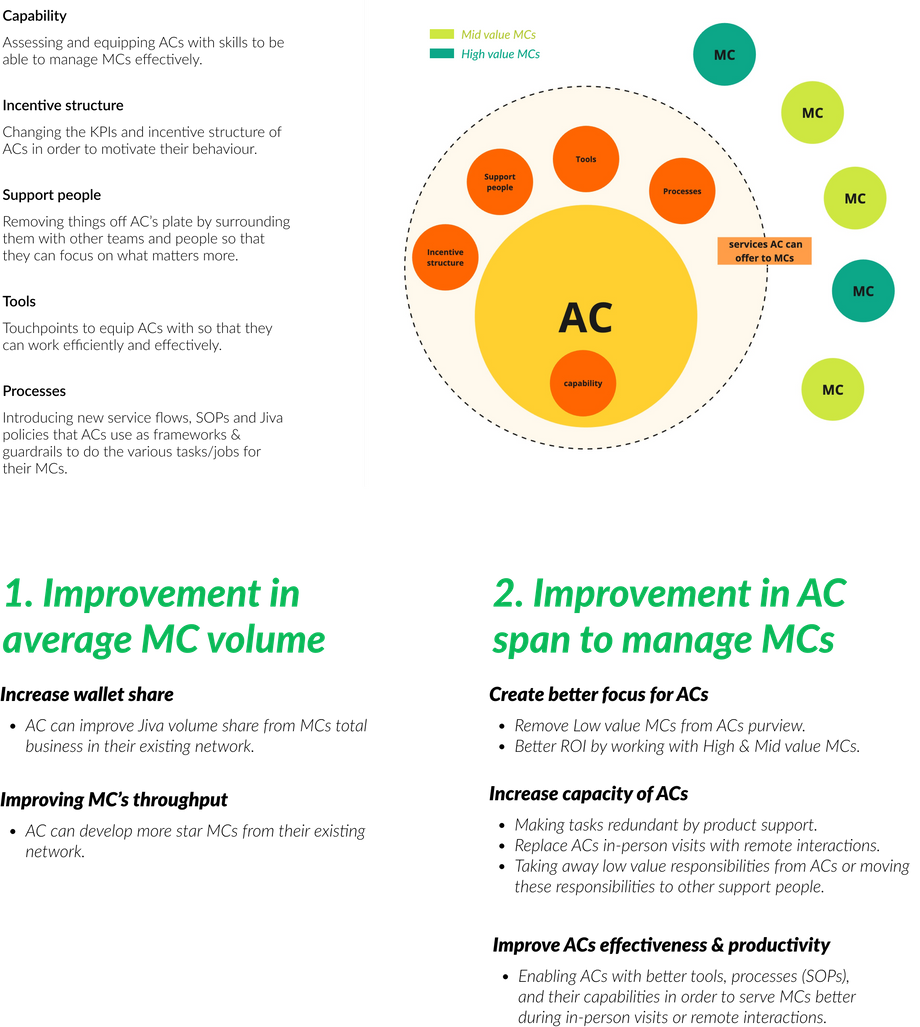 Capability
Assessing and equipping ACs with skills to be
able to manage MCs effectively.
Incentive structure
Changing the KPIs and incentive structure of
ACs in order to motivate their behaviour.
Support people
Removing things off AC's plate by surrounding
them with other teams and people so that
they can focus on what matters more.
Tools
Touchpoints to equip ACs with so that they
can work efficiently and effectively.
Processes
Introducing new service flows, SOPs and Jiva
policies that ACs use as frameworks &
guardrails to do the various tasks/jobs for
their MCs.
Mid value MCs
High value MCs
MC
MC
MC
MC
MC
Tools
Support
people
Processes
Incentive
structure
services AC can
offer to MCs
AC
capability
1. Improvement in
average MC volume
Increase wallet share
• AC can improve Jiva volume share from MCs total
business in their existing network.
Improving MC's throughput
• AC can develop more star MCs from their existing
network.
2. Improvement in AC
span to manage MCs
Create better focus for ACs
• Remove Low value MCs from ACs purview.
• Better ROI by working with High & Mid value MCs.
Increase capacity of ACs
• Making tasks redundant by product support.
• Replace ACs in-person visits with remote interactions.
• Taking away low value responsibilities from ACs or moving
these responsibilities to other support people.
Improve ACs effectiveness & productivity
• Enabling ACs with better tools, processes (SOPs),
and their capabilities in order to serve MCs better
during in-person visits or remote interactions.